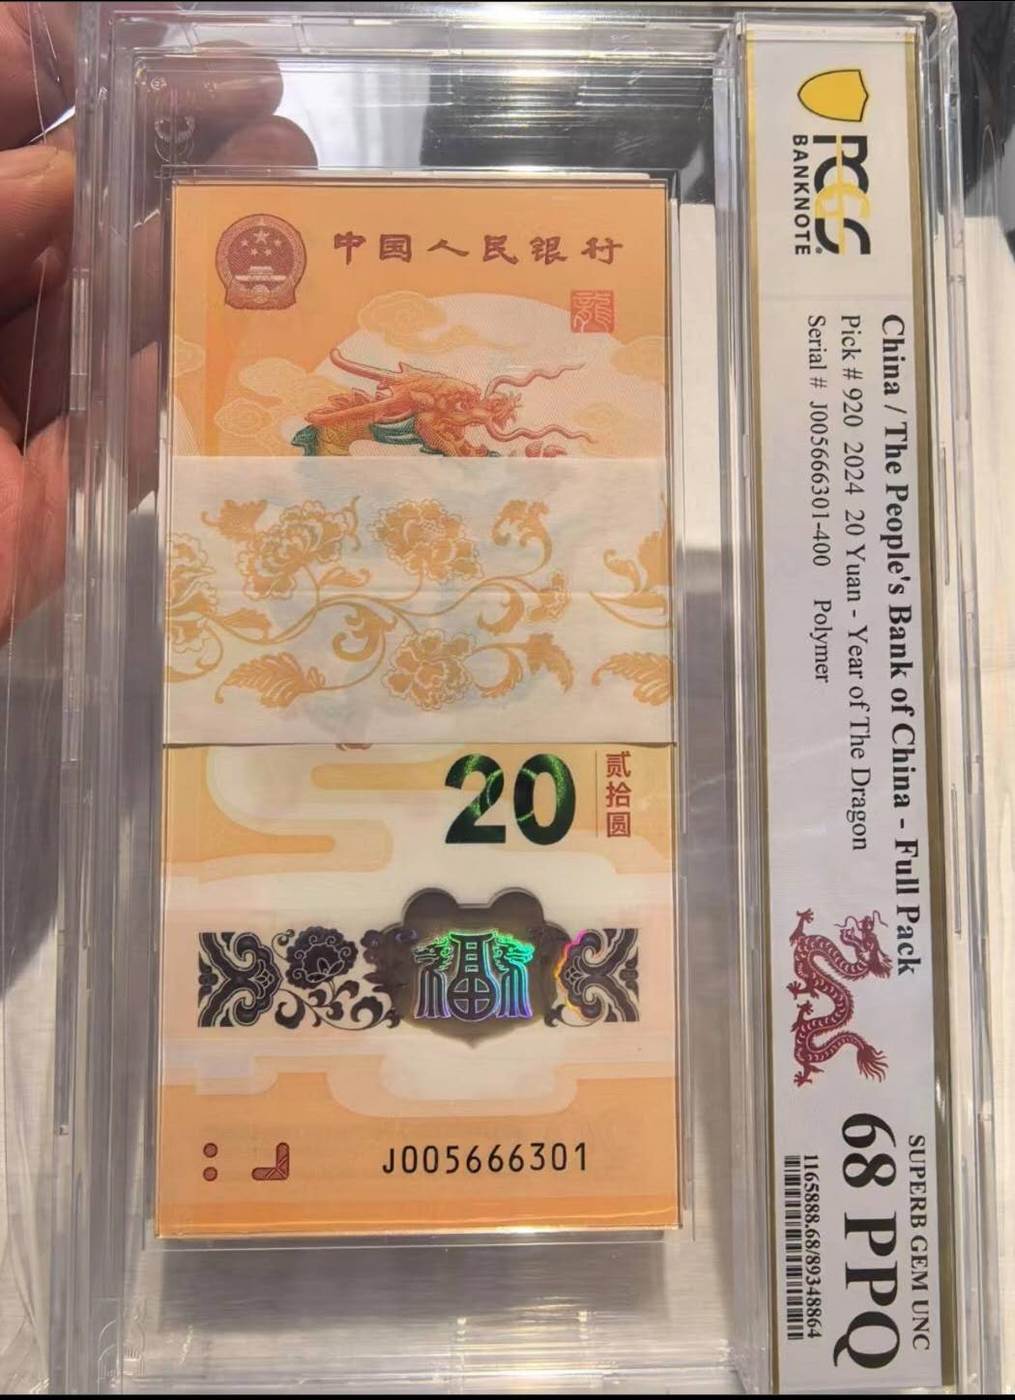 中国人民银行
龍
20
贰拾圆
福
J005666301
PCGS
BANKNOTE
China / The People's Bank of China - Full Pack
Pick # 920 2024 20 Yuan - Year of The Dragon
Serial # J005666301-400 Polymer
SUPERB GEM UNC
68 PPQ
1165888.68/89348864